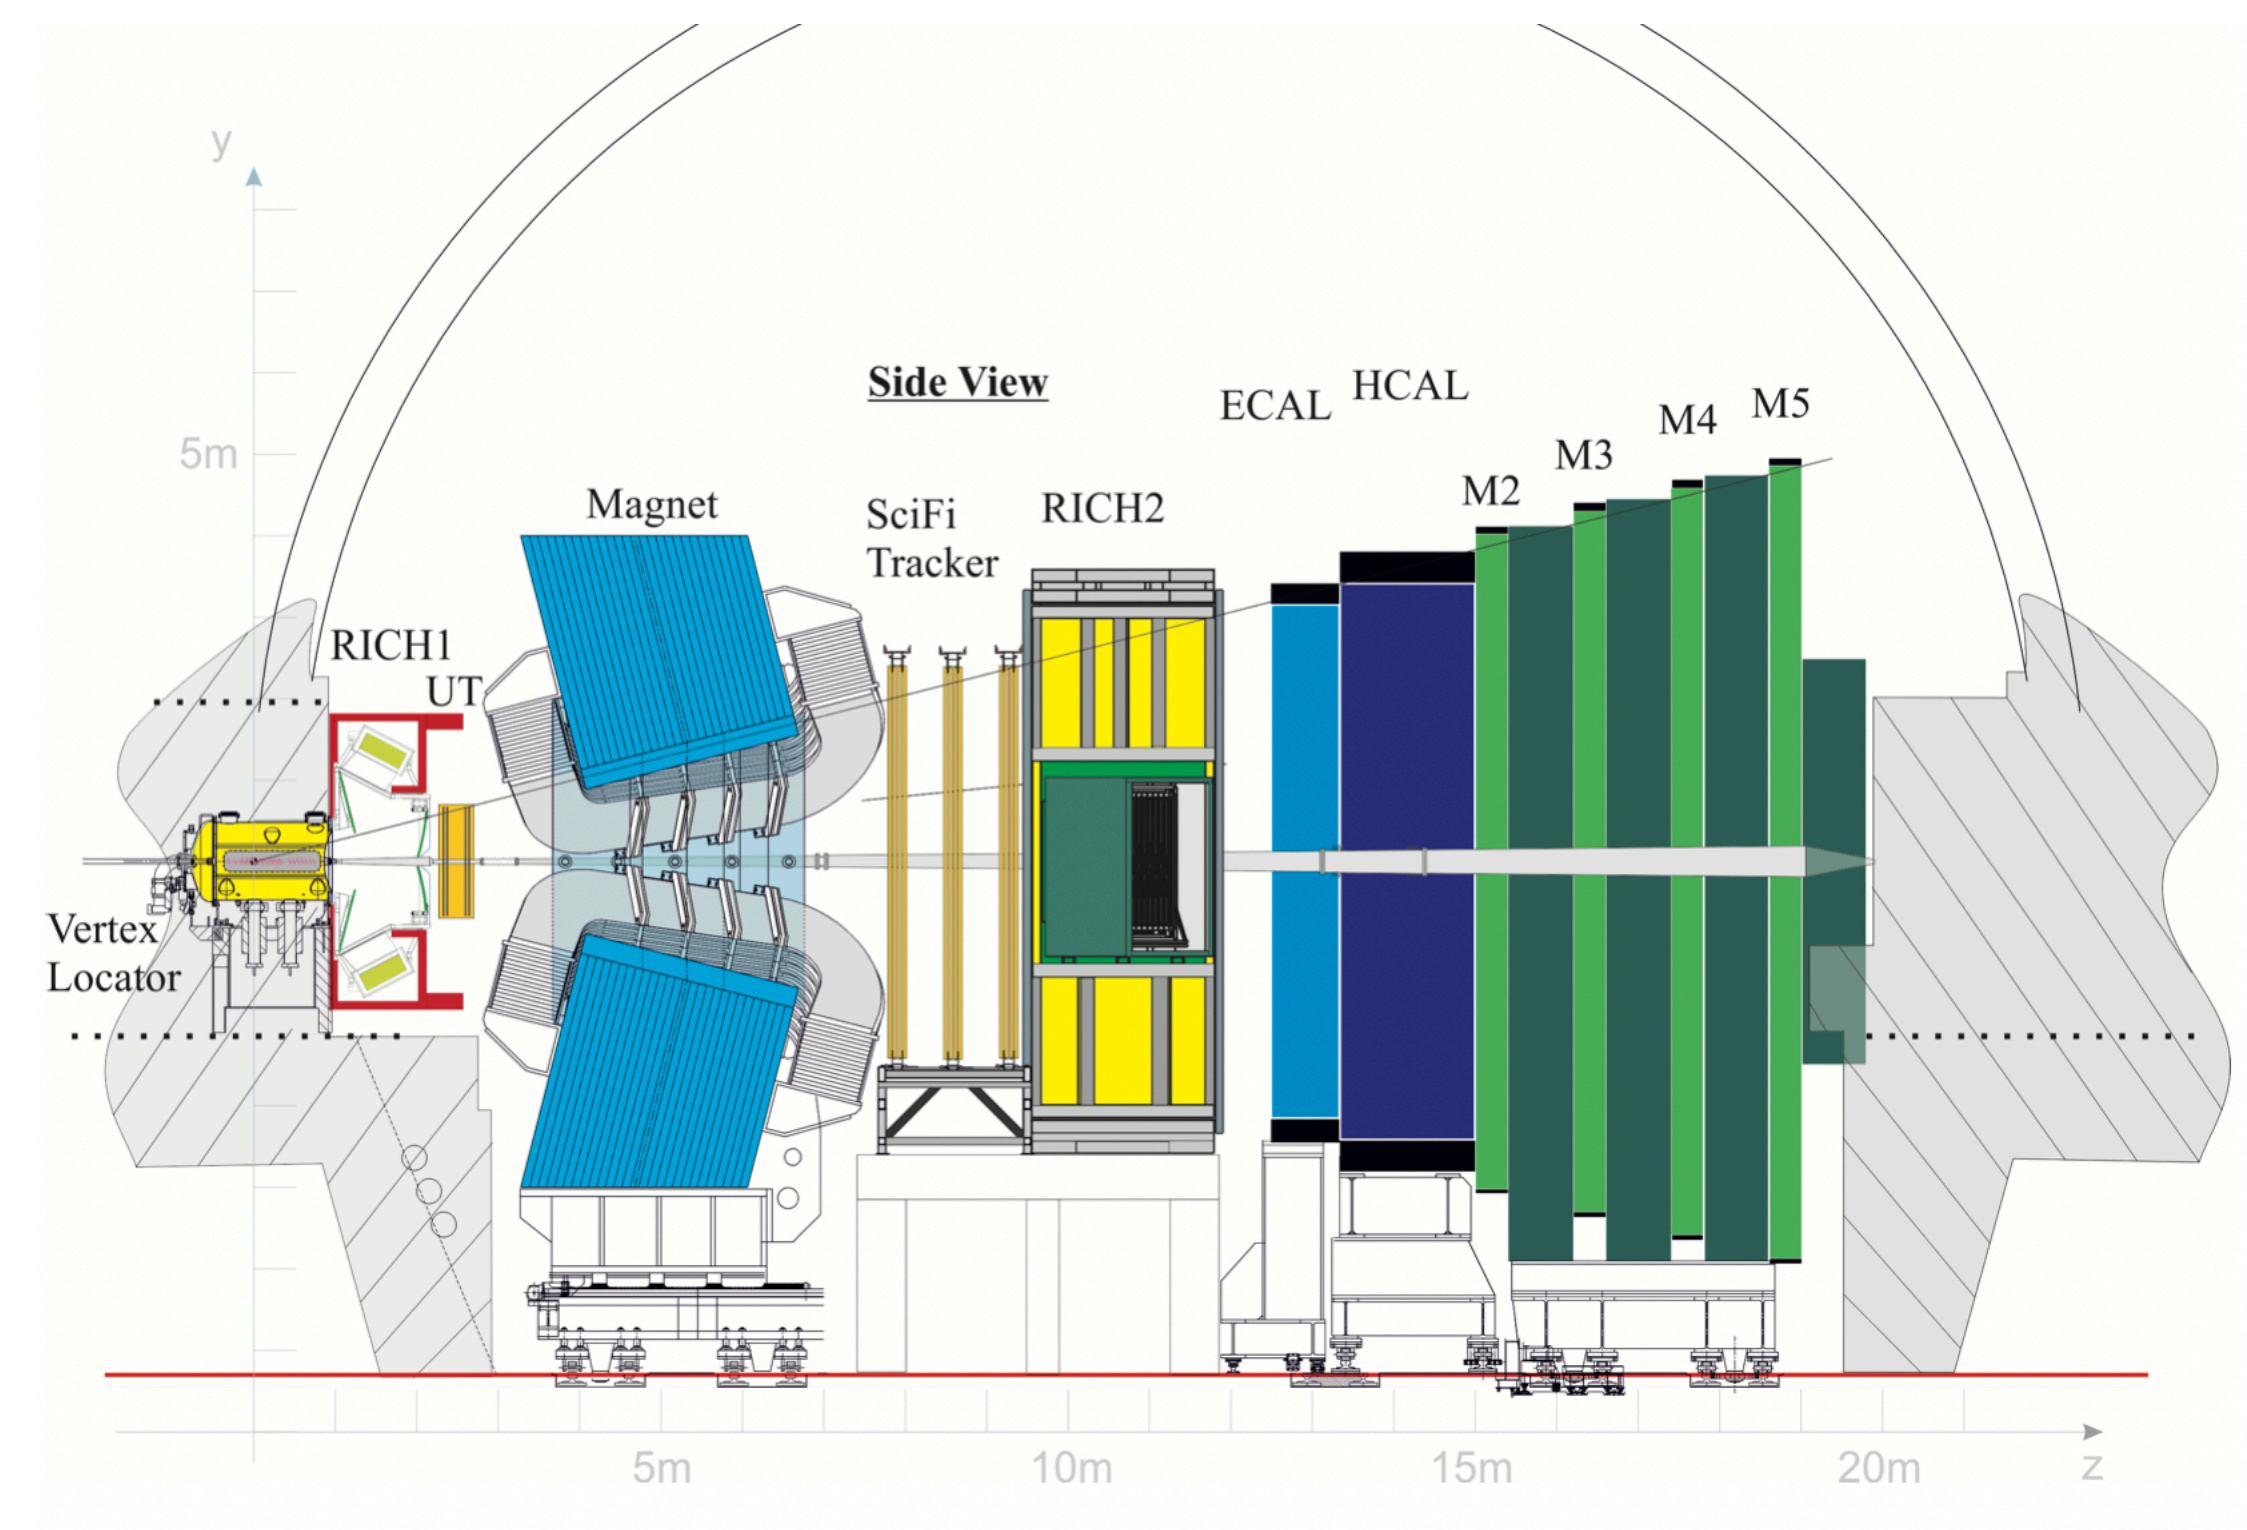 y
5m
Side View
ECAL
HCAL
M2
M3
M4
M5
Magnet
SciFi
Tracker
RICH2
RICH1
UT
Vertex
Locator
5m
10m
15m
20m
z